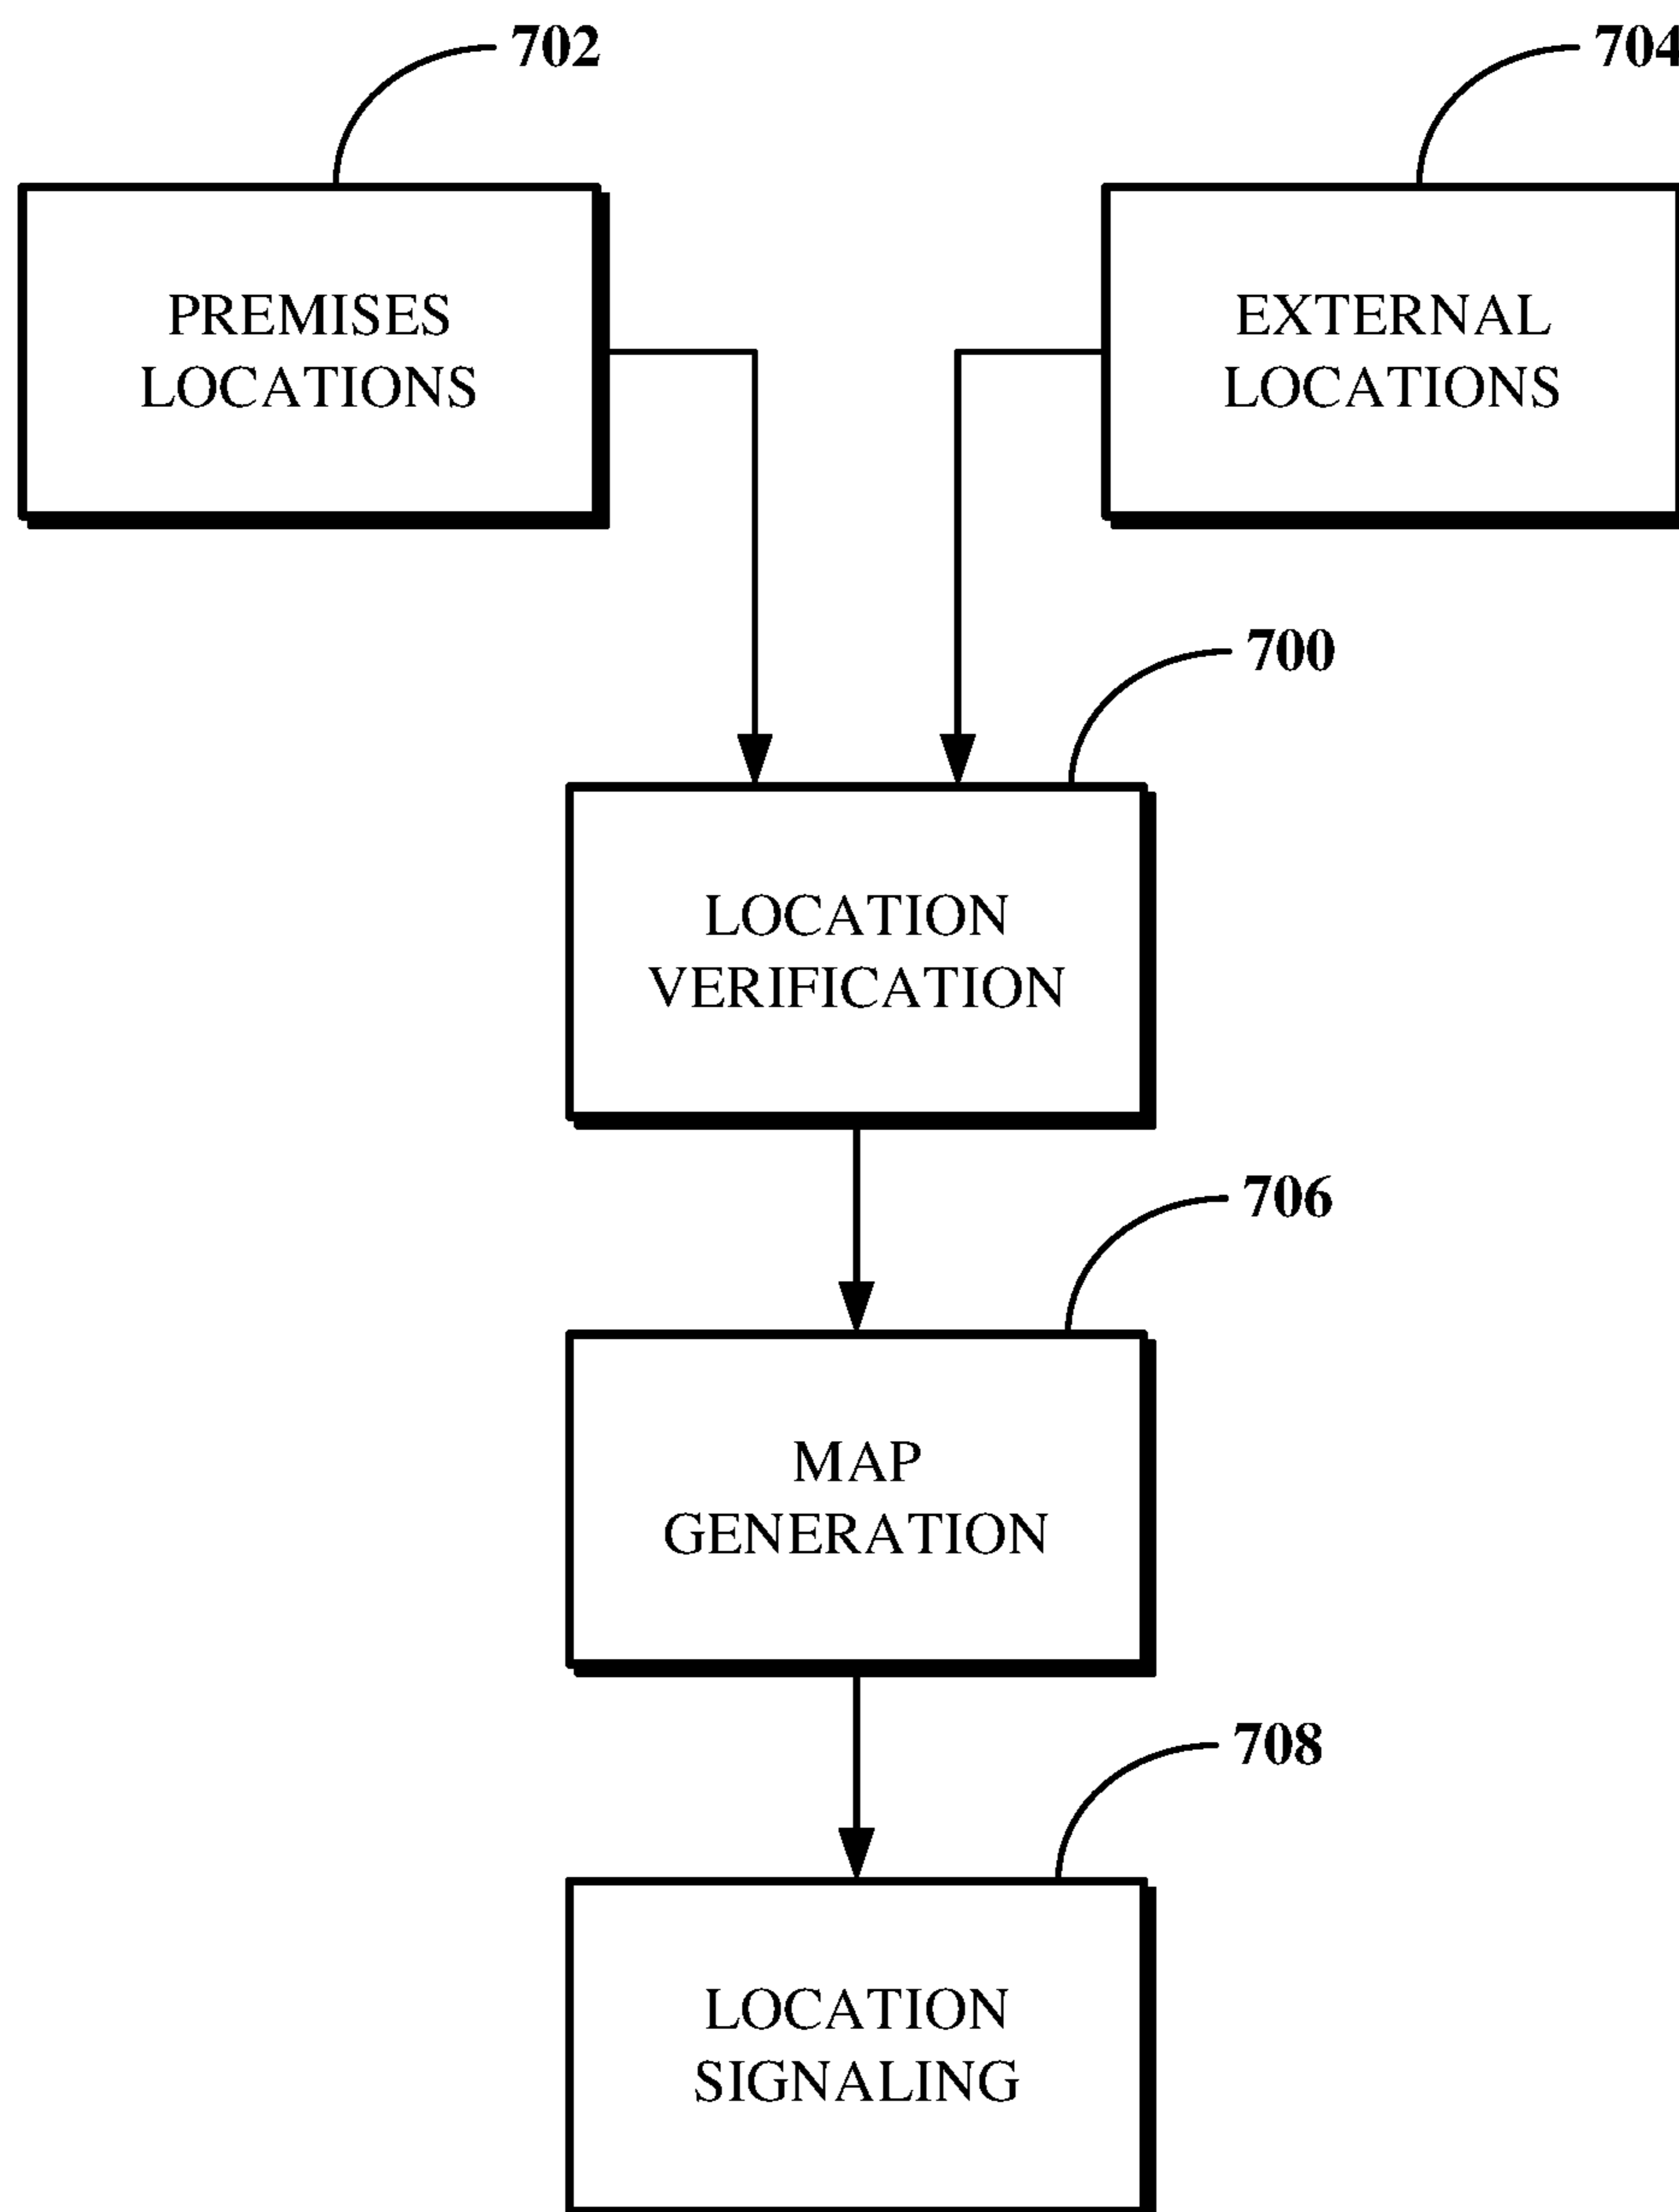 702
704
PREMISES
LOCATIONS
EXTERNAL
LOCATIONS
700
LOCATION
VERIFICATION
706
MAP
GENERATION
708
LOCATION
SIGNALING